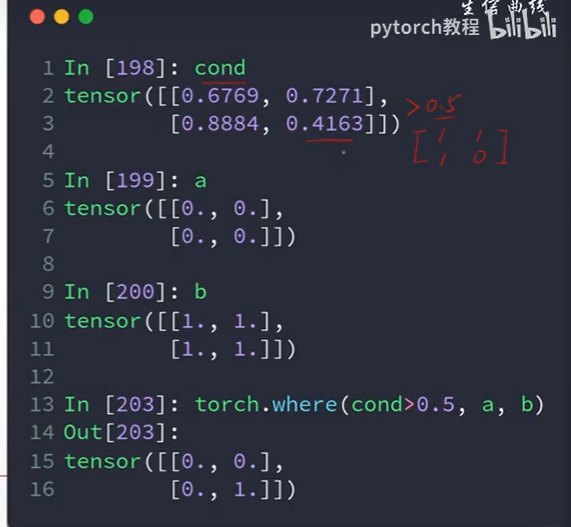 生信曲线
pytorch教程 bilibili
1 In [198]: cond
2 tensor([[0.6769, 0.7271],
3         [0.8884, 0.4163]])
>0.5
[1 1
1 0]
4
5 In [199]: a
6 tensor([[0., 0.],
7         [0., 0.]])
8
9 In [200]: b
10 tensor([[1., 1.],
11         [1., 1.]])
12
13 In [203]: torch.where(cond>0.5, a, b)
14 Out[203]:
15 tensor([[0., 0.],
16         [0., 1.]])